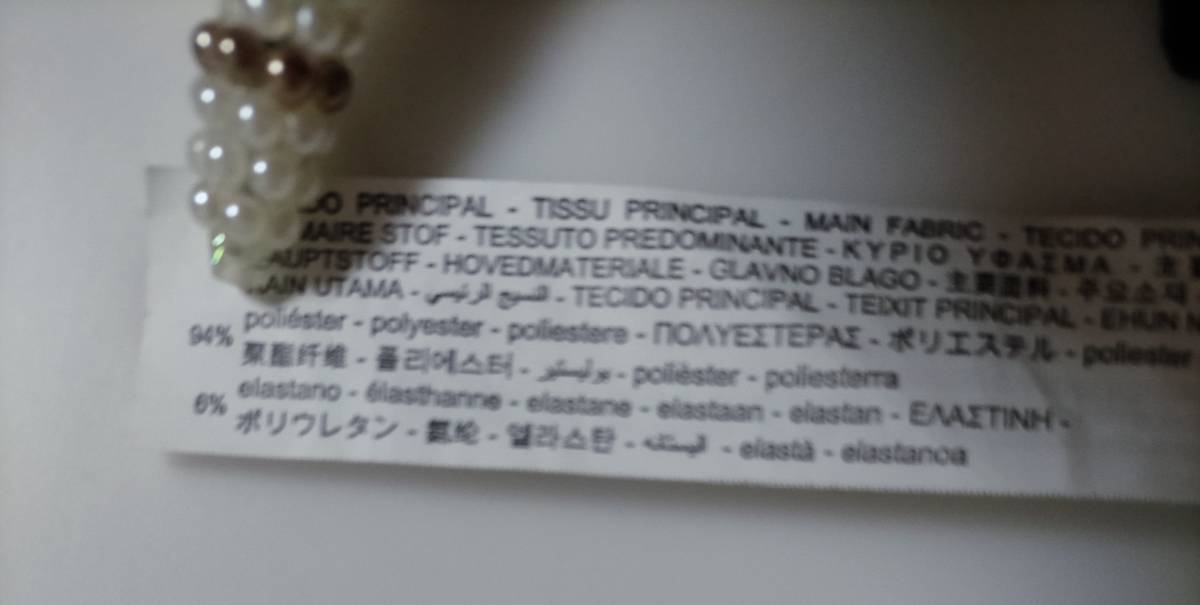 PRINCIPAL - TISSU PRINCIPAL - MAIN FABRIC - TECIDO
STOF - TESSUTO PREDOMINANTE - ΚΥΡΙΟ ΥΦΑΣΜΑ - 主
HOVEDMATERIALE - GLAVNO BLAGO - 主要面料 - 주요소재
UTAMA - النسيج الرئيسي - TECIDO PRINCIPAL - TEIXIT PRINCIPAL - EHUN
94% poliéster - polyester - poliestere - ΠΟΛΥΕΣΤΕΡΑΣ - ポリエステル - poliester
聚酯纤维 - 폴리에스터 - بوليستير - polièster - poliesterra
6% elastano - élasthanne - elastane - elastaan - elastan - ΕΛΑΣΤΙΝΗ -
ポリウレタン - 氨纶 - 엘라스탄 - - elastà - elastanoa